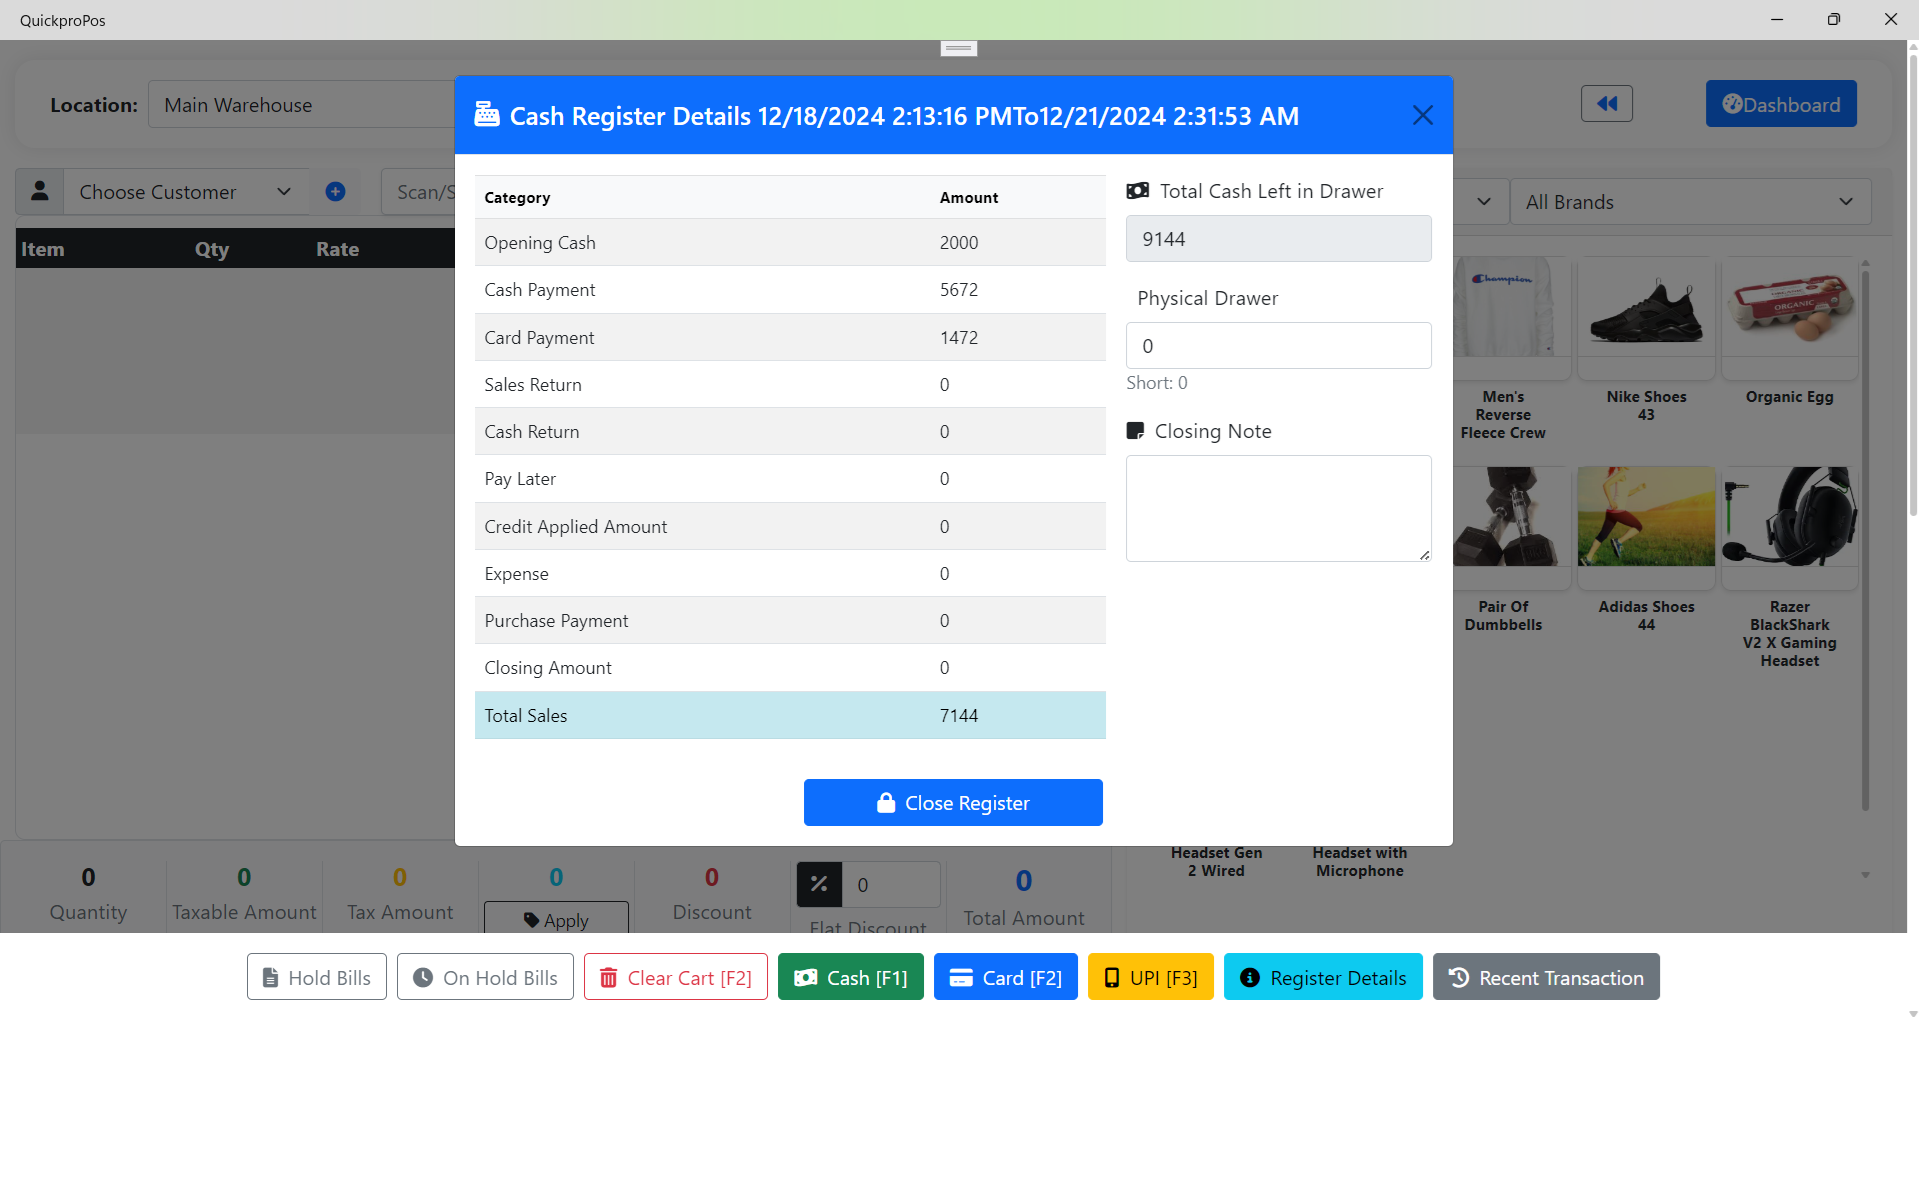 QuickproPos
Location:
Main Warehouse
Dashboard
Choose Customer
Scan/S
All Brands
Item Qty Rate
Cash Register Details 12/18/2024 2:13:16 PMTo12/21/2024 2:31:53 AM
Category Amount
Opening Cash 2000
Cash Payment 5672
Card Payment 1472
Sales Return 0
Cash Return 0
Pay Later 0
Credit Applied Amount 0
Expense 0
Purchase Payment 0
Closing Amount 0
Total Sales 7144
Total Cash Left in Drawer
9144
Physical Drawer
0
Short: 0
Closing Note
Close Register
Champion
ORGANIC
Men's
Reverse
Fleece Crew
Nike Shoes
43
Organic Egg
Pair Of
Dumbbells
Adidas Shoes
44
Razer
BlackShark
V2 X Gaming
Headset
Headset Gen
2 Wired
Headset with
Microphone
0
Quantity
0
Taxable Amount
0
Tax Amount
0
Apply
0
Discount
0
Flat Discount
0
Total Amount
Hold Bills
On Hold Bills
Clear Cart [F2]
Cash [F1]
Card [F2]
UPI [F3]
Register Details
Recent Transaction